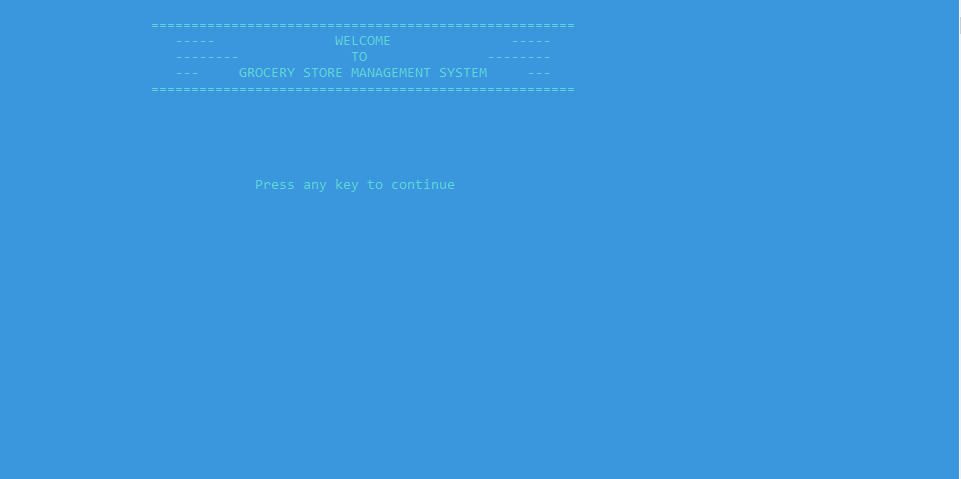 =====================================================
----- WELCOME -----
-------- TO --------
--- GROCERY STORE MANAGEMENT SYSTEM ---
=====================================================
Press any key to continue